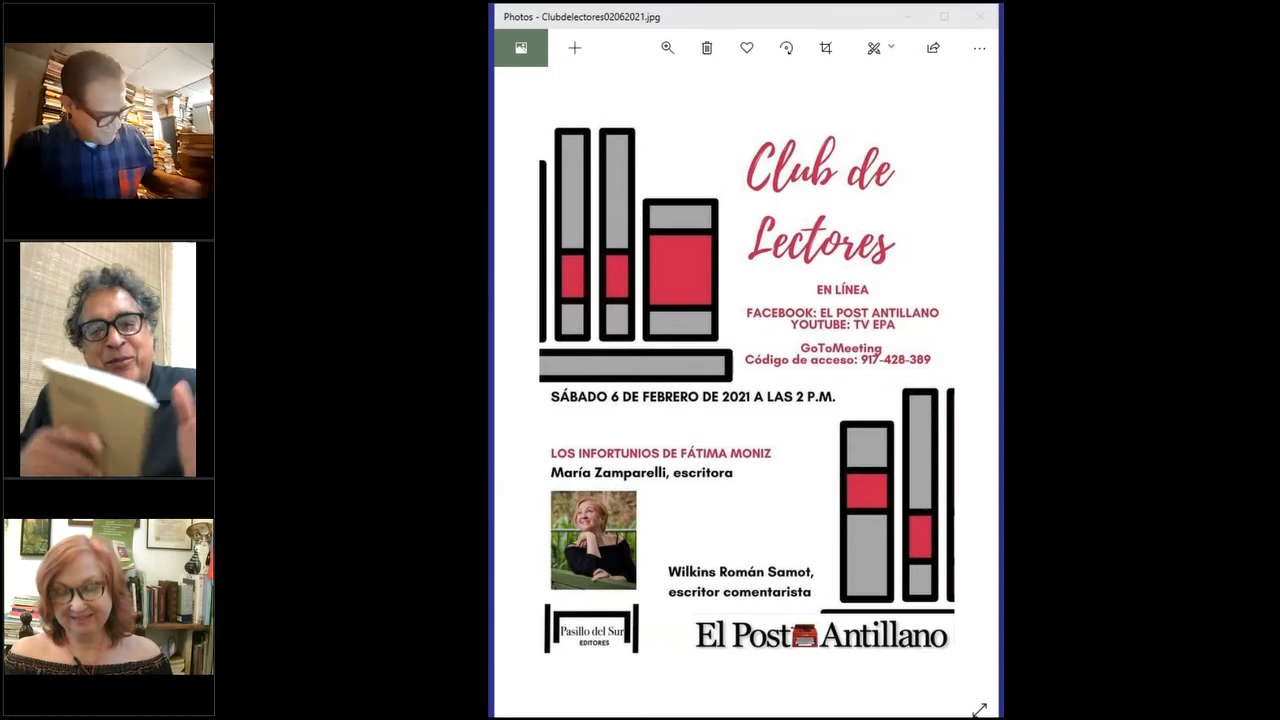 Photos - Clubdelectores02062021.jpg
Club de
Lectores
EN LÍNEA
FACEBOOK: EL POST ANTILLANO
YOUTUBE: TV EPA
GoToMeeting
Código de acceso: 917-428-389
SÁBADO 6 DE FEBRERO DE 2021 A LAS 2 P.M.
LOS INFORTUNIOS DE FÁTIMA MONIZ
María Zamparelli, escritora
Wilkins Román Samot,
escritor comentarista
Pasillo del Sur
EDITORES
El Post Antillano